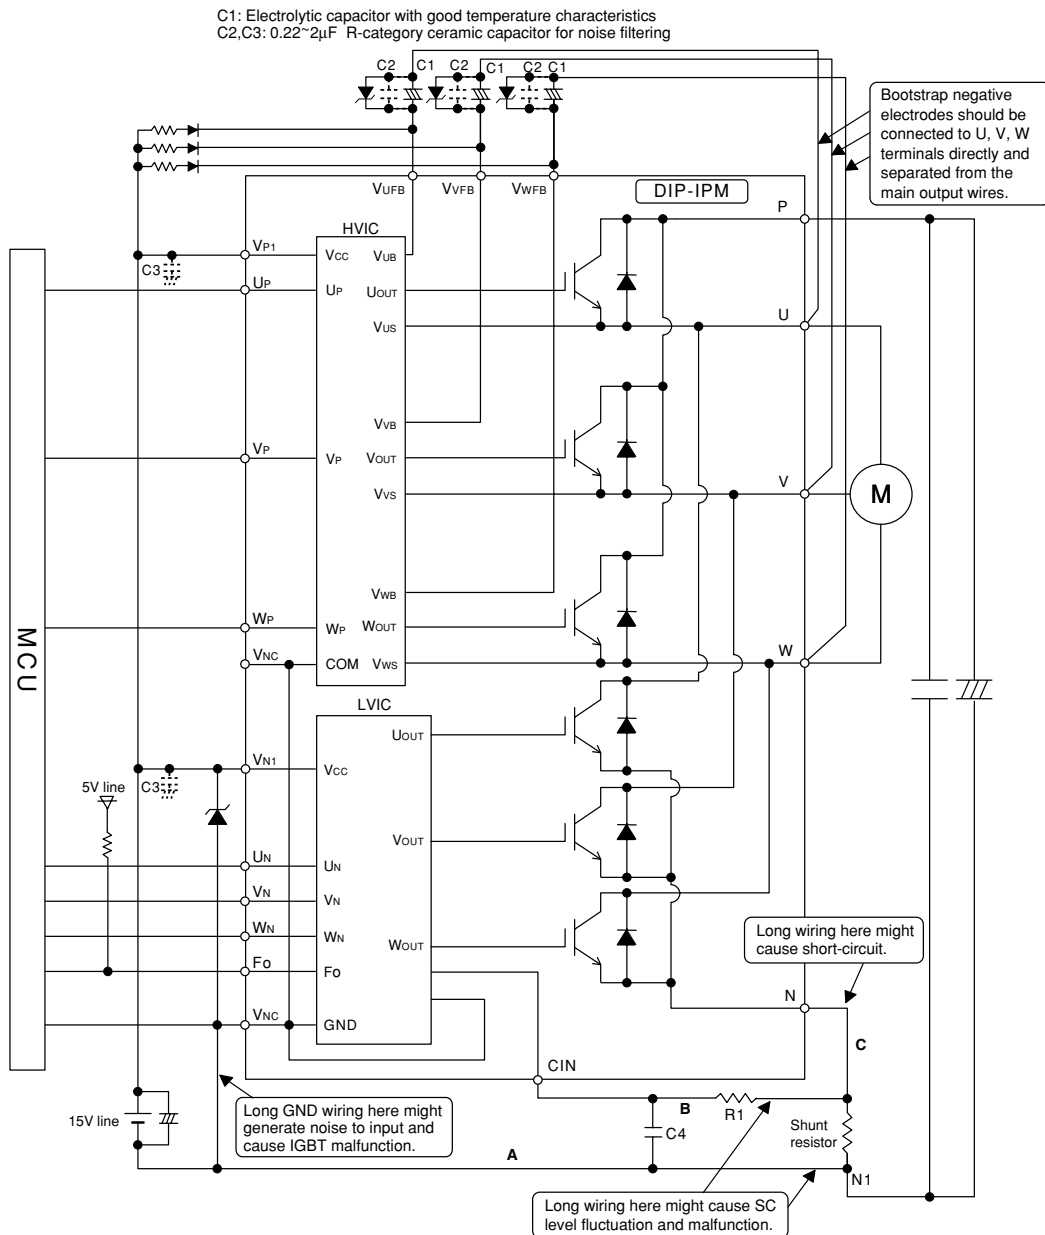 C1: Electrolytic capacitor with good temperature characteristics
C2,C3: 0.22~2μF R-category ceramic capacitor for noise filtering
C2 C1 C2 C1 C2 C1
Bootstrap negative
electrodes should be
connected to U, V, W
terminals directly and
separated from the
main output wires.
VUFB VVFB VWFB
DIP-IPM
P
HVIC
VP1
VCC
VUB
C3
UP
UP
UOUT
U
VUS
VVB
VP
VP
VOUT
V
VVS
M
VWB
WP
WP
WOUT
VNC
COM
VWS
W
MCU
LVIC
UOUT
VN1
VCC
C3
5V line
VOUT
UN
UN
VN
VN
WN
WN
WOUT
Long wiring here might
cause short-circuit.
Fo
Fo
N
VNC
GND
C
CIN
15V line
Long GND wiring here might
generate noise to input and
cause IGBT malfunction.
B
R1
C4
Shunt
resistor
A
N1
Long wiring here might cause SC
level fluctuation and malfunction.